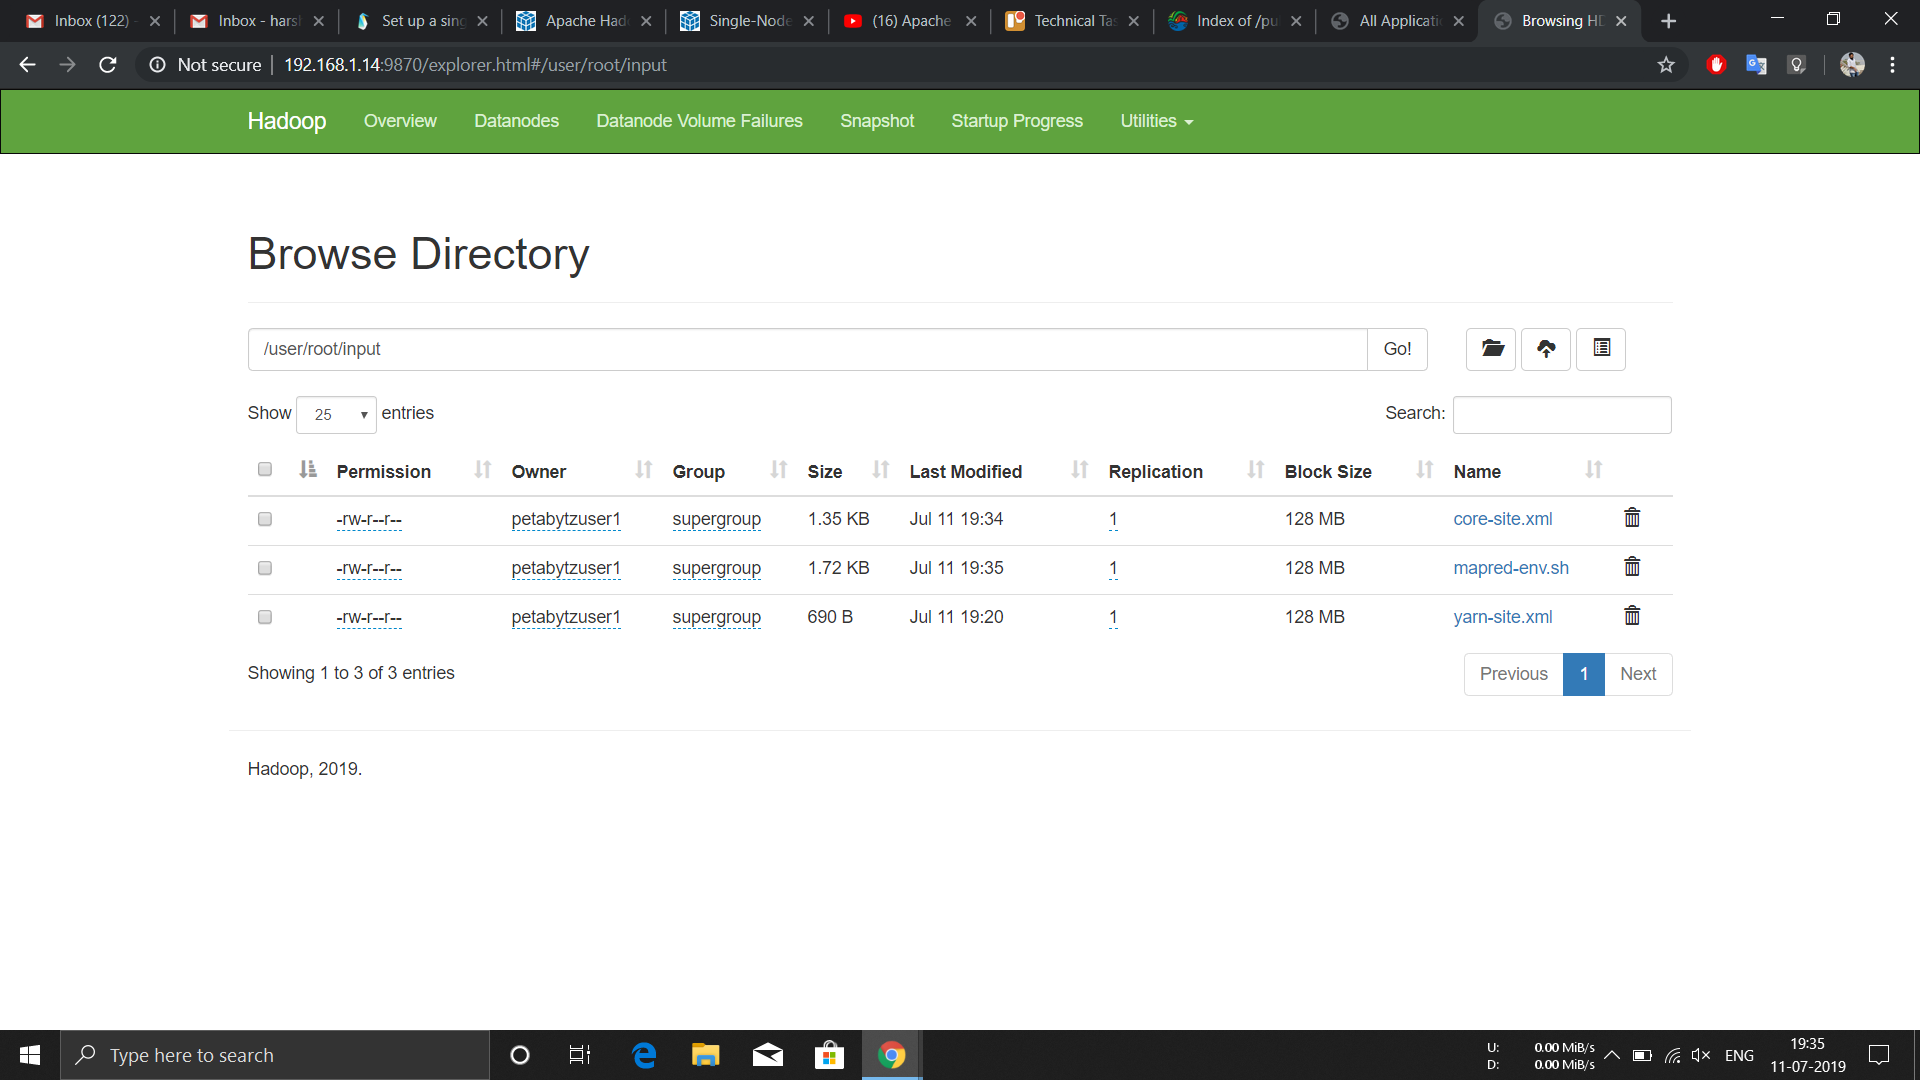 Inbox (122) Inbox - harsh Set up a sing Apache Had Single-Node (16) Apache Technical Tas Index of /pu All Applicati Browsing HD
Not secure 192.168.1.14:9870/explorer.html#/user/root/input
Hadoop Overview Datanodes Datanode Volume Failures Snapshot Startup Progress Utilities
Browse Directory
/user/root/input Go!
Show 25 entries Search:
Permission Owner Group Size Last Modified Replication Block Size Name
-rw-r--r-- petabytzuser1 supergroup 1.35 KB Jul 11 19:34 1 128 MB core-site.xml
-rw-r--r-- petabytzuser1 supergroup 1.72 KB Jul 11 19:35 1 128 MB mapred-env.sh
-rw-r--r-- petabytzuser1 supergroup 690 B Jul 11 19:20 1 128 MB yarn-site.xml
Showing 1 to 3 of 3 entries Previous 1 Next
Hadoop, 2019.
Type here to search
U: 0.00 MiB/s
D: 0.00 MiB/s
ENG
19:35
11-07-2019